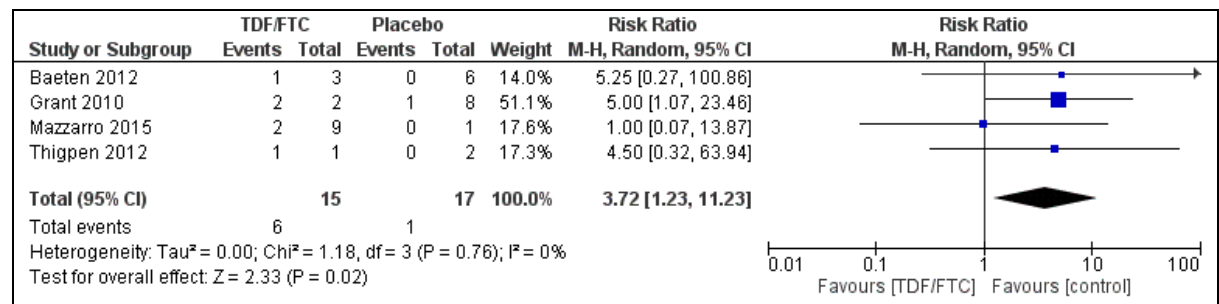 TDF/FTC Placebo Risk Ratio Risk Ratio
Study or Subgroup Events Total Events Total Weight M-H, Random, 95% CI M-H, Random, 95% CI
Baeten 2012 1 3 0 6 14.0% 5.25 [0.27, 100.86]
Grant 2010 2 2 1 8 51.1% 5.00 [1.07, 23.46]
Mazzarro 2015 2 9 0 1 17.6% 1.00 [0.07, 13.87]
Thigpen 2012 1 1 0 2 17.3% 4.50 [0.32, 63.94]
Total (95% CI) 15 17 100.0% 3.72 [1.23, 11.23]
Total events 6 1
Heterogeneity: Tau² = 0.00; Chi² = 1.18, df = 3 (P = 0.76); I² = 0%
Test for overall effect: Z = 2.33 (P = 0.02)
0.01 0.1 1 10 100
Favours [TDF/FTC] Favours [control]